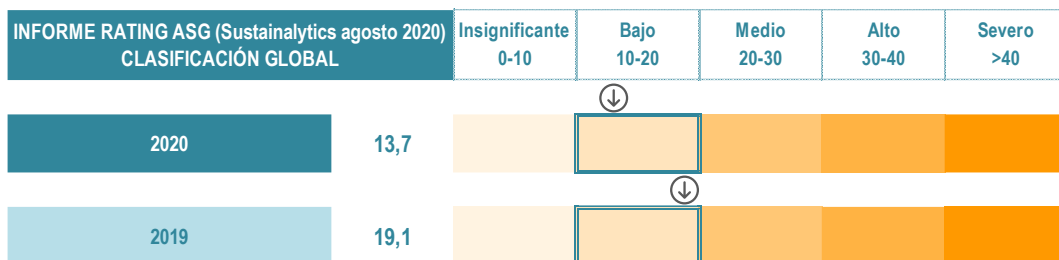 INFORME RATING ASG (Sustainalytics agosto 2020)
CLASIFICACIÓN GLOBAL
Insignificante
0-10
Bajo
10-20
Medio
20-30
Alto
30-40
Severo
>40
2020
13,7
2019
19,1